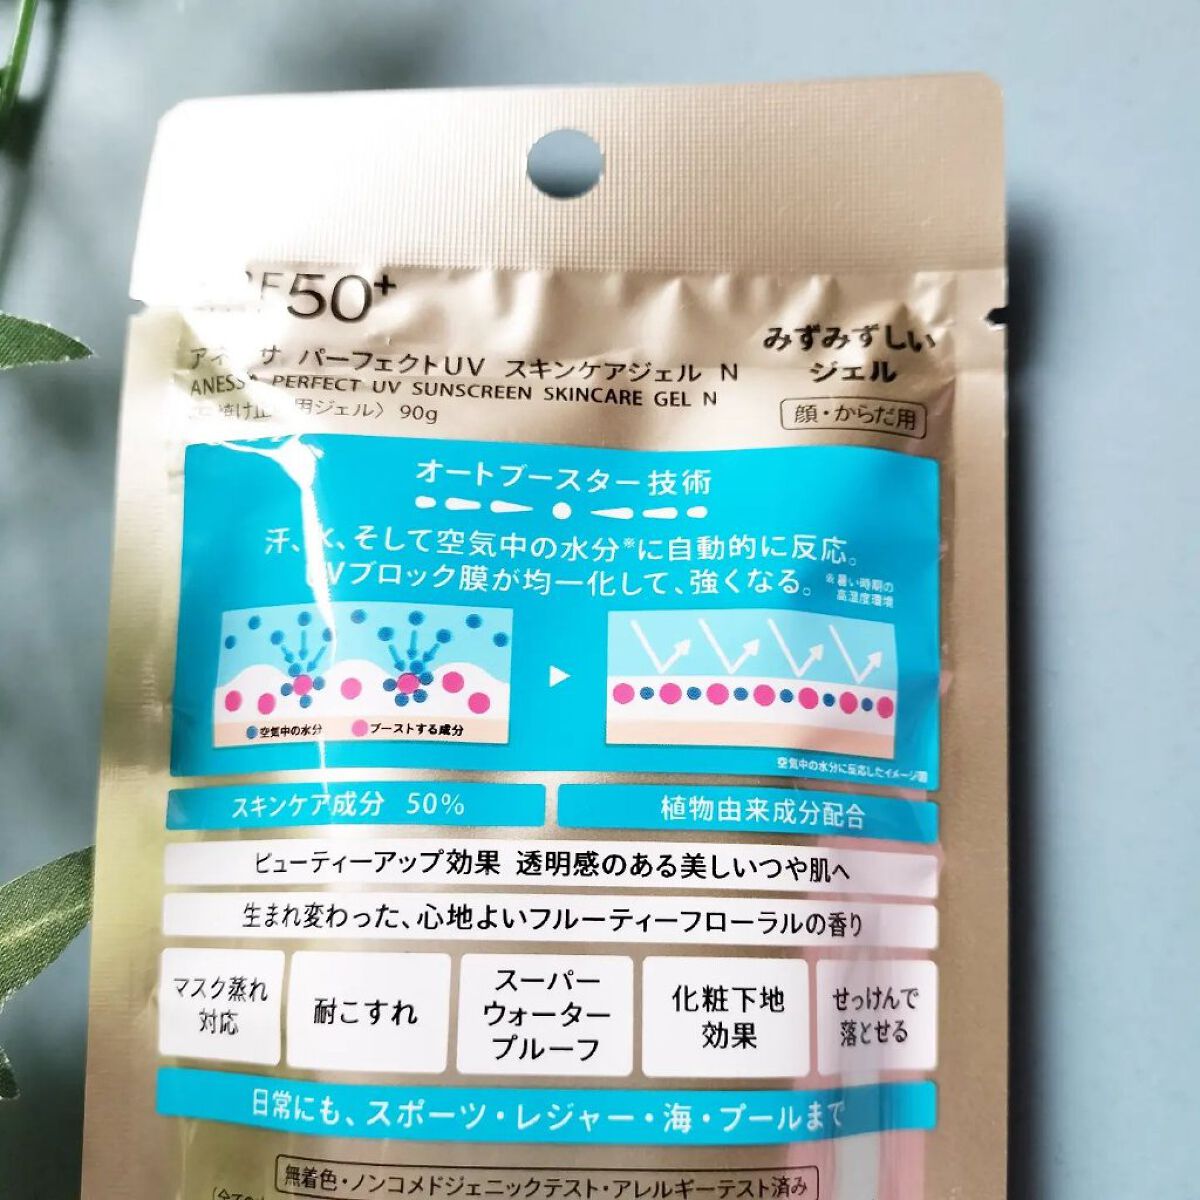 50+
パーフェクトUV スキンケアジェル N
PERFECT UV SUNSCREEN SKINCARE GEL N
用ジェル〉 90g
みずみずしい
ジェル
顔・からだ用
オートブースター技術
汗、水、そして空気中の水分※に自動的に反応。
UVブロック膜が均一化して、強くなる。
※暑い時期の
高湿度環境
空気中の水分 ブーストする成分
空気中の水分に反応したイメージ図
スキンケア成分 50%
植物由来成分配合
ビューティーアップ効果 透明感のある美しいつや肌へ
生まれ変わった、心地よいフルーティーフローラルの香り
マスク蒸れ
対応
耐こすれ
スーパー
ウォーター
プルーフ
化粧下地
効果
せっけんで
落とせる
日常にも、スポーツ・レジャー・海・プールまで
無着色・ノンコメドジェニックテスト・アレルギーテスト済み